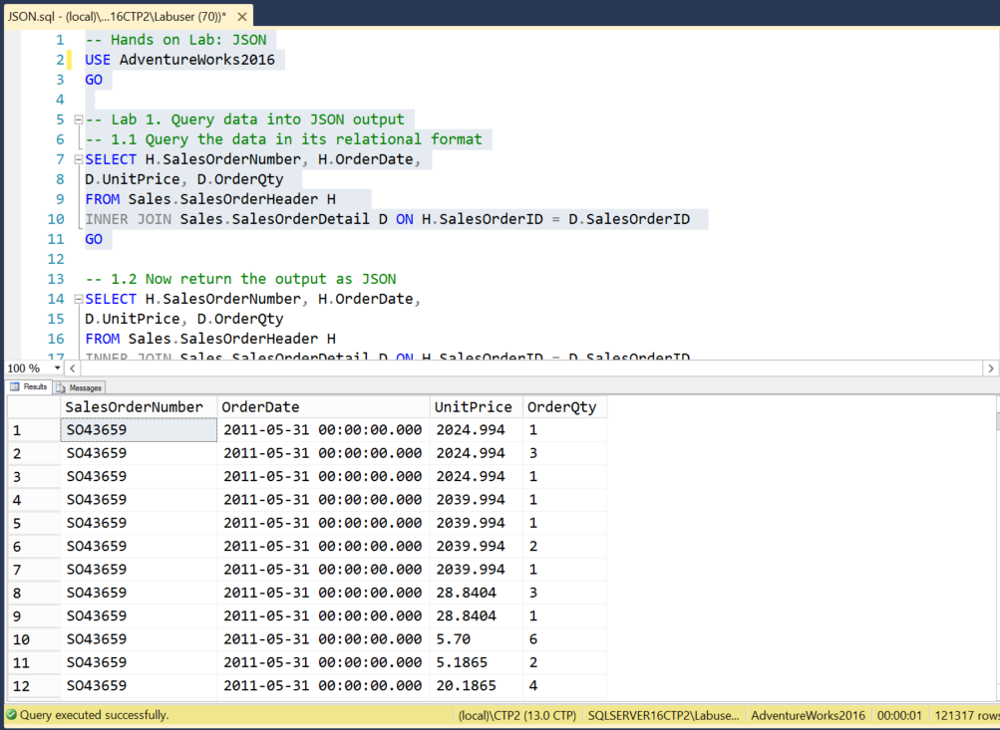 JSON.sql - (local)\...16CTP2\Labuser (70))* ×
1 -- Hands on Lab: JSON
2 USE AdventureWorks2016
3 GO
4
5 -- Lab 1. Query data into JSON output
6 -- 1.1 Query the data in its relational format
7 SELECT H.SalesOrderNumber, H.OrderDate,
8 D.UnitPrice, D.OrderQty
9 FROM Sales.SalesOrderHeader H
10 INNER JOIN Sales.SalesOrderDetail D ON H.SalesOrderID = D.SalesOrderID
11 GO
12
13 -- 1.2 Now return the output as JSON
14 SELECT H.SalesOrderNumber, H.OrderDate,
15 D.UnitPrice, D.OrderQty
16 FROM Sales.SalesOrderHeader H
17 INNER JOIN Sales.SalesOrderDetail D ON H.SalesOrderID = D.SalesOrderID
100 %
Results Messages
SalesOrderNumber OrderDate UnitPrice OrderQty
1 SO43659 2011-05-31 00:00:00.000 2024.994 1
2 SO43659 2011-05-31 00:00:00.000 2024.994 3
3 SO43659 2011-05-31 00:00:00.000 2024.994 1
4 SO43659 2011-05-31 00:00:00.000 2039.994 1
5 SO43659 2011-05-31 00:00:00.000 2039.994 1
6 SO43659 2011-05-31 00:00:00.000 2039.994 2
7 SO43659 2011-05-31 00:00:00.000 2039.994 1
8 SO43659 2011-05-31 00:00:00.000 28.8404 3
9 SO43659 2011-05-31 00:00:00.000 28.8404 1
10 SO43659 2011-05-31 00:00:00.000 5.70 6
11 SO43659 2011-05-31 00:00:00.000 5.1865 2
12 SO43659 2011-05-31 00:00:00.000 20.1865 4
Query executed successfully. (local)\CTP2 (13.0 CTP) SQLSERVER16CTP2\Labuse... AdventureWorks2016 00:00:01 121317 rows